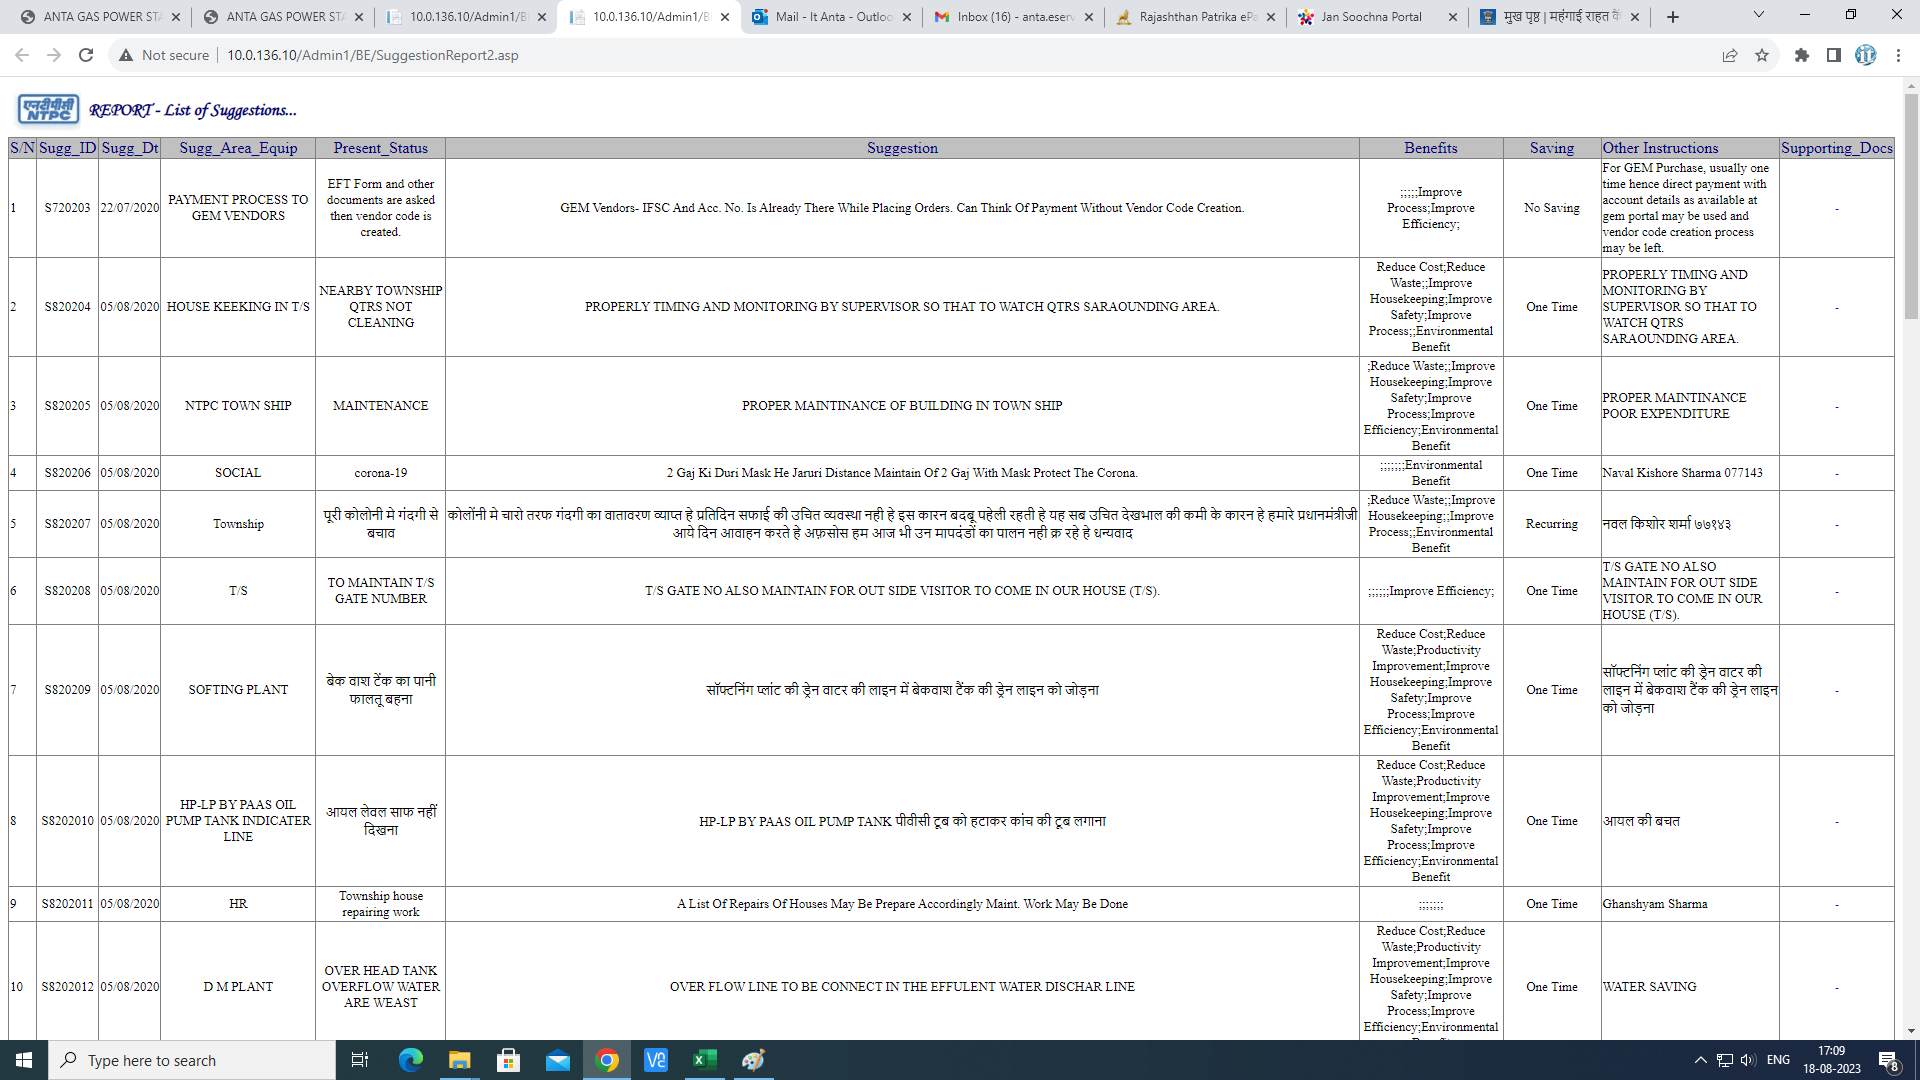 ANTA GAS POWER STA
ANTA GAS POWER STA
10.0.136.10/Admin1/B
10.0.136.10/Admin1/B
Mail - It Anta - Outloo
Inbox (16) - anta.eserv
Rajashthan Patrika ePa
Jan Soochna Portal
मुख पृष्ठ | महंगाई राहत कै
Not secure 10.0.136.10/Admin1/BE/SuggestionReport2.asp
एनटीपीसी
NTPC
REPORT - List of Suggestions...
S/N Sugg_ID Sugg_Dt Sugg_Area_Equip Present_Status Suggestion Benefits Saving Other Instructions Supporting_Docs
1 S720203 22/07/2020
PAYMENT PROCESS TO
GEM VENDORS
EFT Form and other
documents are asked
then vendor code is
created.
GEM Vendors- IFSC And Acc. No. Is Already There While Placing Orders. Can Think Of Payment Without Vendor Code Creation.
;;;;;Improve
Process;Improve
Efficiency;
No Saving
For GEM Purchase, usually one
time hence direct payment with
account details as available at
gem portal may be used and
vendor code creation process
may be left.
-
2 S820204 05/08/2020 HOUSE KEEKING IN T/S
NEARBY TOWNSHIP
QTRS NOT
CLEANING
PROPERLY TIMING AND MONITORING BY SUPERVISOR SO THAT TO WATCH QTRS SARAOUNDING AREA.
Reduce Cost;Reduce
Waste;;Improve
Housekeeping;Improve
Safety;Improve
Process;;Environmental
Benefit
One Time
PROPERLY TIMING AND
MONITORING BY
SUPERVISOR SO THAT TO
WATCH QTRS
SARAOUNDING AREA.
-
3 S820205 05/08/2020 NTPC TOWN SHIP MAINTENANCE PROPER MAINTINANCE OF BUILDING IN TOWN SHIP
;Reduce Waste;;Improve
Housekeeping;Improve
Safety;Improve
Process;Improve
Efficiency;Environmental
Benefit
One Time
PROPER MAINTINANCE
POOR EXPENDITURE
-
4 S820206 05/08/2020 SOCIAL corona-19 2 Gaj Ki Duri Mask He Jaruri Distance Maintain Of 2 Gaj With Mask Protect The Corona.
;;;;;;;Environmental
Benefit
One Time Naval Kishore Sharma 077143 -
5 S820207 05/08/2020 Township
पूरी कोलोनी मे गंदगी से
बचाव
कोलोंनी मे चारो तरफ गंदगी का वातावरण व्याप्त हे प्रतिदिन सफाई की उचित व्यवस्था नही हे इस कारन बदबू पहेली रहती हे यह सब उचित देखभाल की कमी के कारन हे हमारे प्रधानमंत्रीजी
आये दिन आवाहन करते हे अफ़सोस हम आज भी उन मापदंडों का पालन नही क्र रहे हे धन्यवाद
;Reduce Waste;;Improve
Housekeeping;;Improve
Process;;Environmental
Benefit
Recurring नवल किशोर शर्मा ७७१४३ -
6 S820208 05/08/2020 T/S
TO MAINTAIN T/S
GATE NUMBER
T/S GATE NO ALSO MAINTAIN FOR OUT SIDE VISITOR TO COME IN OUR HOUSE (T/S).
;;;;;;Improve Efficiency;
One Time
T/S GATE NO ALSO
MAINTAIN FOR OUT SIDE
VISITOR TO COME IN OUR
HOUSE (T/S).
-
7 S820209 05/08/2020 SOFTING PLANT
बेक वाश टेंक का पानी
फालतू बहना
सॉफ्टनिंग प्लांट की ड्रेन वाटर की लाइन में बेकवाश टैंक की ड्रेन लाइन को जोड़ना
Reduce Cost;Reduce
Waste;Productivity
Improvement;Improve
Housekeeping;Improve
Safety;Improve
Process;Improve
Efficiency;Environmental
Benefit
One Time
सॉफ्टनिंग प्लांट की ड्रेन वाटर की
लाइन में बेकवाश टैंक की ड्रेन लाइन
को जोड़ना
-
8 S8202010 05/08/2020
HP-LP BY PAAS OIL
PUMP TANK INDICATER
LINE
आयल लेवल साफ नहीं
दिखना
HP-LP BY PAAS OIL PUMP TANK पीवीसी टूब को हटाकर कांच की टूब लगाना
Reduce Cost;Reduce
Waste;Productivity
Improvement;Improve
Housekeeping;Improve
Safety;Improve
Process;Improve
Efficiency;Environmental
Benefit
One Time आयल की बचत -
9 S8202011 05/08/2020 HR
Township house
repairing work
A List Of Repairs Of Houses May Be Prepare Accordingly Maint. Work May Be Done
;;;;;;;
One Time Ghanshyam Sharma -
10 S8202012 05/08/2020 D M PLANT
OVER HEAD TANK
OVERFLOW WATER
ARE WEAST
OVER FLOW LINE TO BE CONNECT IN THE EFFULENT WATER DISCHAR LINE
Reduce Cost;Reduce
Waste;Productivity
Improvement;Improve
Housekeeping;Improve
Safety;Improve
Process;Improve
Efficiency;Environmental
One Time WATER SAVING -
Type here to search
ENG
17:09
18-08-2023
8